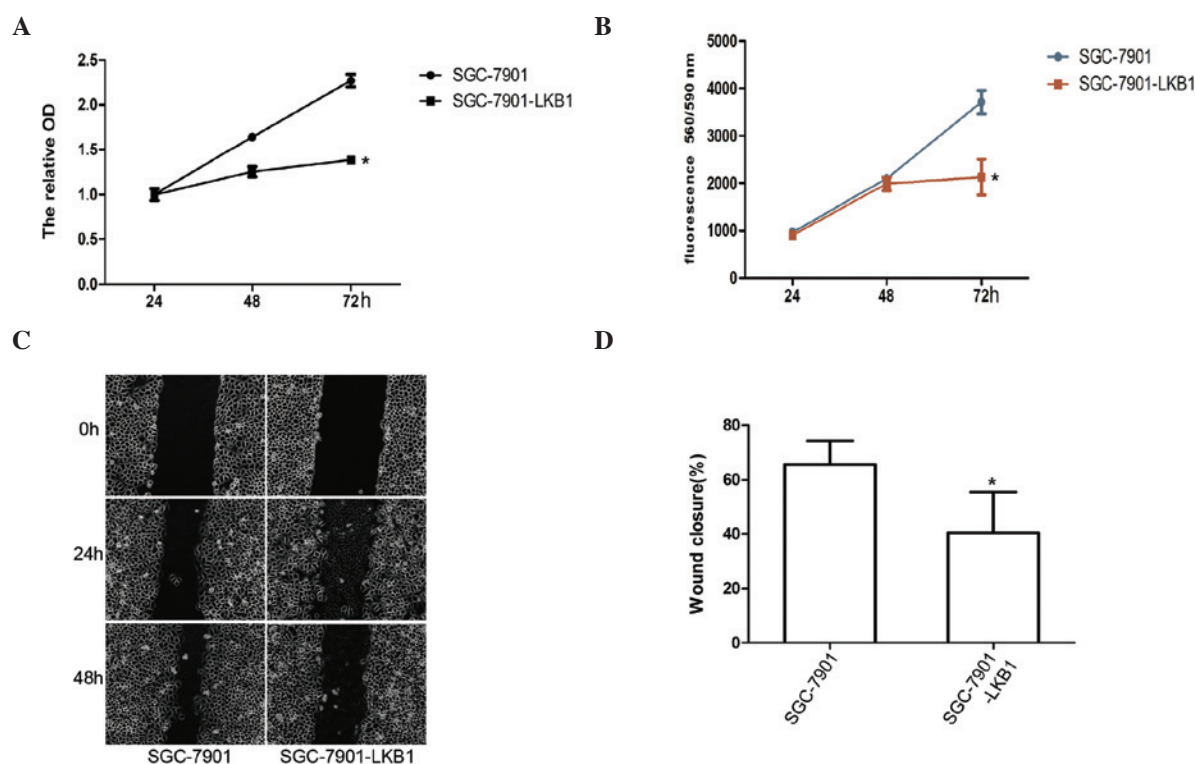 A
The relative OD
2.5
2.0
1.5
1.0
0.5
0.0
24
48
72h
SGC-7901
SGC-7901-LKB1
*
B
fluorescence 560/590 nm
5000
4000
3000
2000
1000
0
24
48
72h
SGC-7901
SGC-7901-LKB1
*
C
0h
24h
48h
SGC-7901
SGC-7901-LKB1
D
Wound closure(%)
80
60
40
20
0
*
SGC-7901
SGC-7901
-LKB1